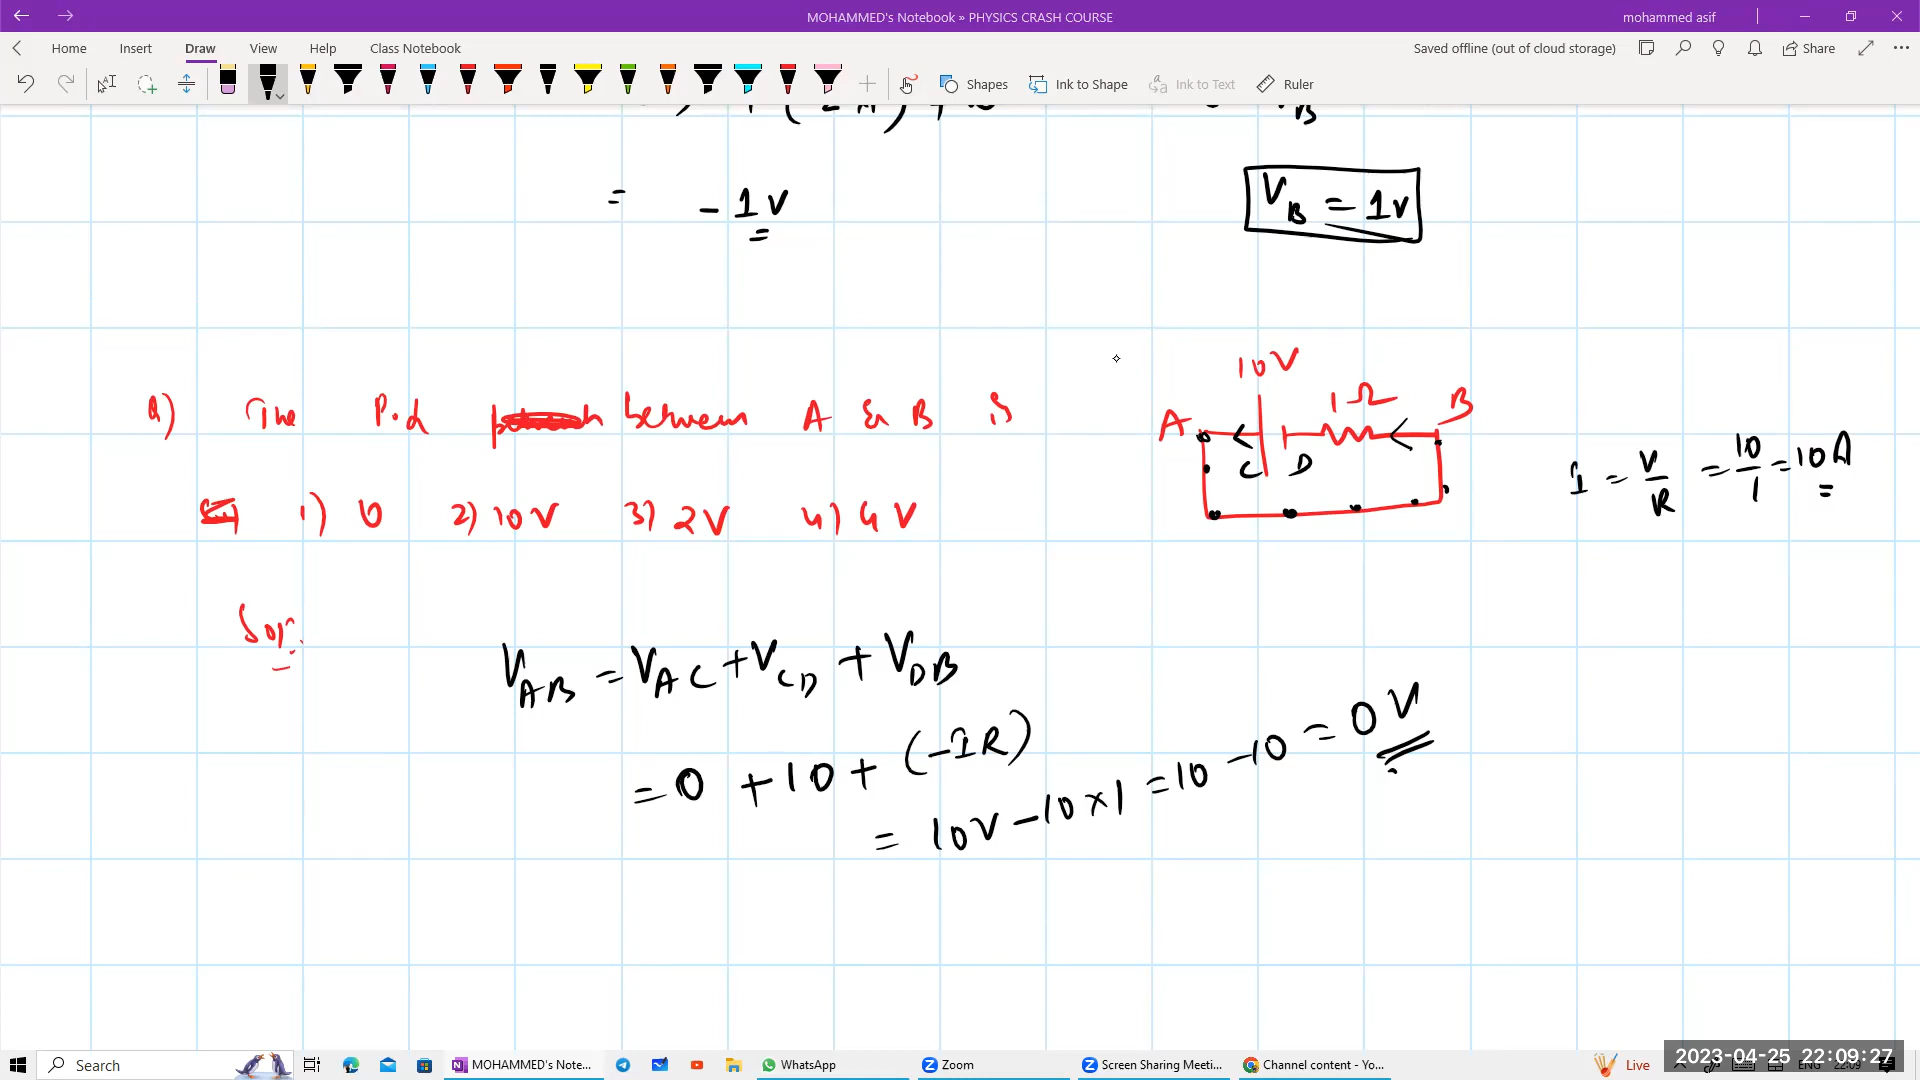 MOHAMMED's Notebook » PHYSICS CRASH COURSE
mohammed asif
Home Insert Draw View Help Class Notebook
Saved offline (out of cloud storage)
Share
Shapes Ink to Shape Ink to Text Ruler
= -1V
V_B = 1V
Q) The P.d between A & B is
1) 0 2) 10V 3) 2V 4) 4V
10V
1Ω
A B
C D
I = V/R = 10/1 = 10A
Son:
V_AB = V_AC + V_CD + V_DB
= 0 + 10 + (-IR)
= 10V - 10×1 = 10 - 10 = 0V
Search
MOHAMMED's Note...
WhatsApp
Zoom
Screen Sharing Meeti...
Channel content - Yo...
Live
2023-04-25 22:09:27